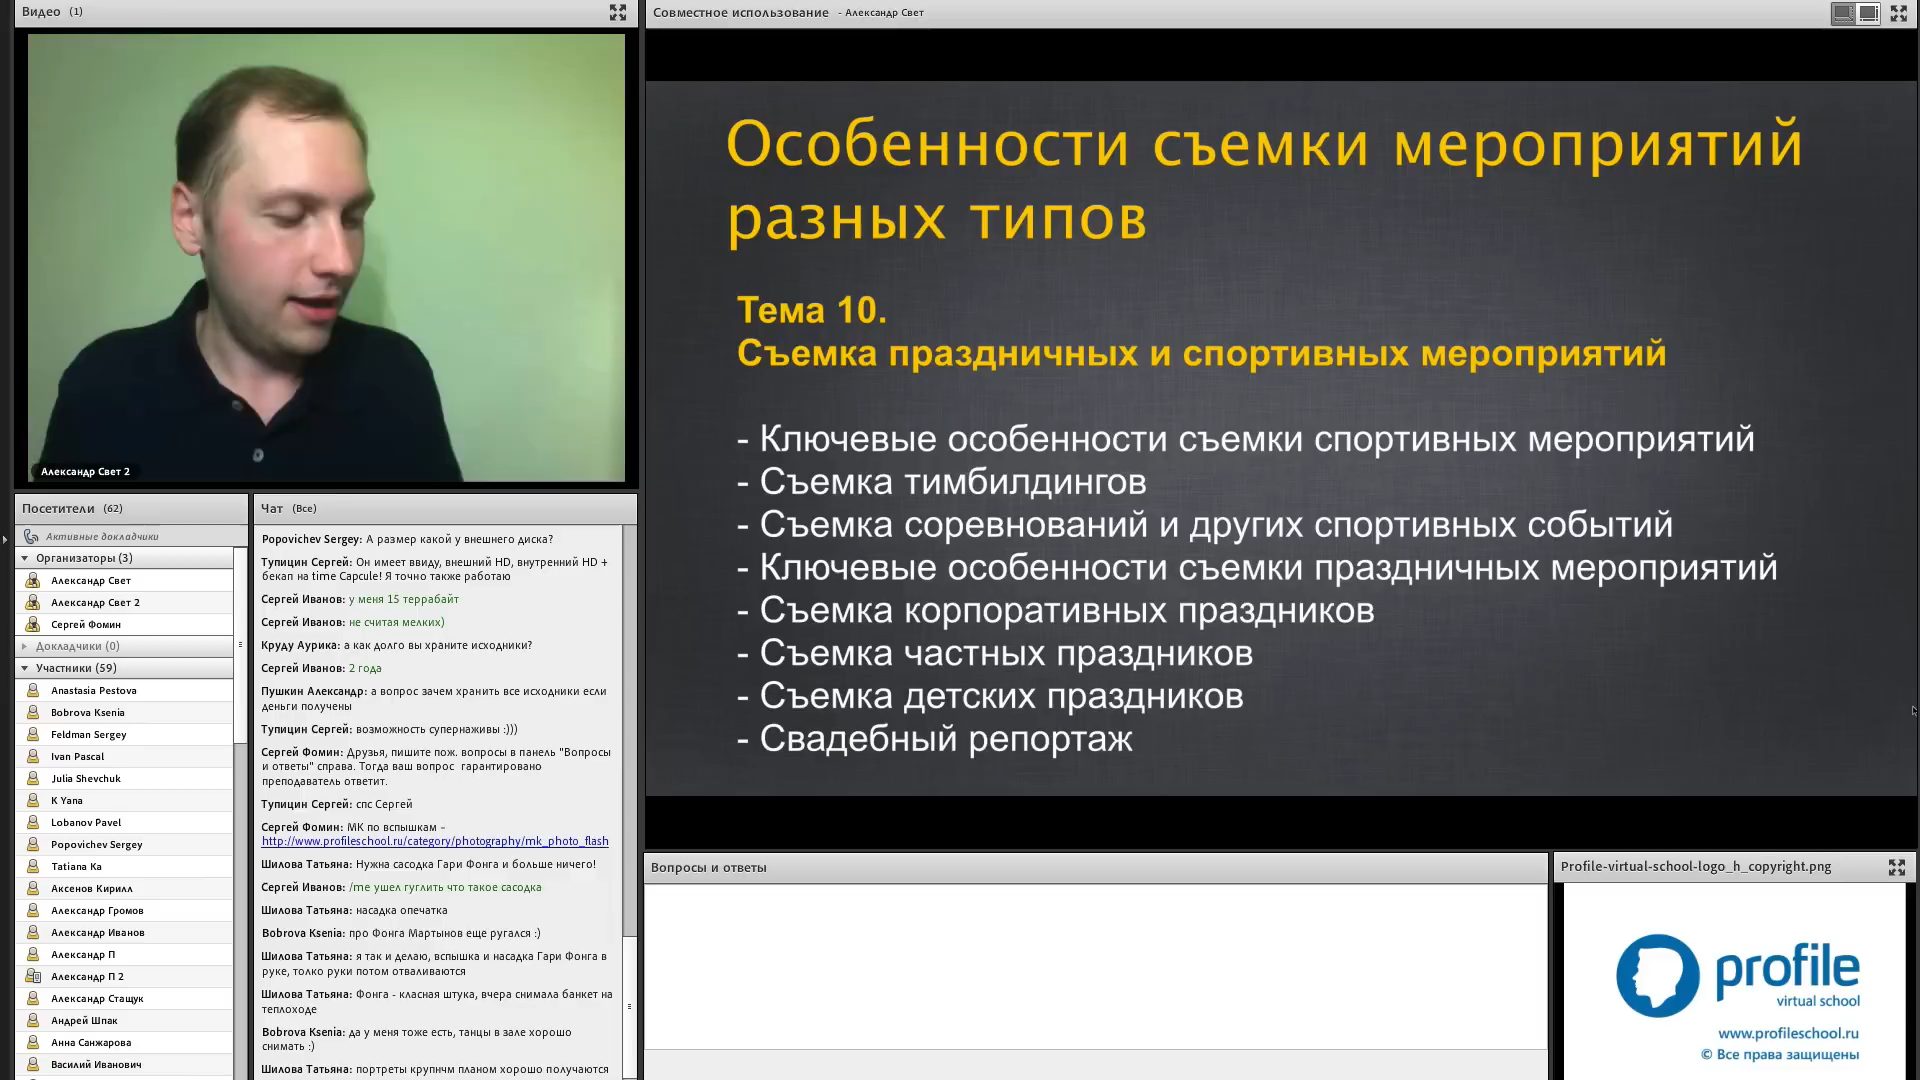 Видео (1)
Александр Свет 2
Посетители (62)
Активные докладчики
Организаторы (3)
Александр Свет
Александр Свет 2
Сергей Фомин
Докладчики (0)
Участники (59)
Anastasia Pestova
Bobrova Ksenia
Feldman Sergey
Ivan Pascal
Julia Shevchuk
K Yana
Lobanov Pavel
Popovichev Sergey
Tatiana Ka
Аксенов Кирилл
Александр Громов
Александр Иванов
Александр П
Александр П 2
Александр Стащук
Андрей Шпак
Анна Санжарова
Василий Иванович
Чат (Все)
Popovichev Sergey: А размер какой у внешнего диска?
Тупицин Сергей: Он имеет ввиду, внешний HD, внутренний HD +
бекап на time Capcule! Я точно также работаю
Сергей Иванов: у меня 15 террабайт
Сергей Иванов: не считая мелких)
Круду Аурика: а как долго вы храните исходники?
Сергей Иванов: 2 года
Пушкин Александр: а вопрос зачем хранить все исходники если
деньги получены
Тупицин Сергей: возможность супернаживы :)))
Сергей Фомин: Друзья, пишите пож. вопросы в панель "Вопросы
и ответы" справа. Тогда ваш вопрос гарантировано
преподаватель ответит.
Тупицин Сергей: спс Сергей
Сергей Фомин: МК по вспышкам -
http://www.profileschool.ru/category/photography/mk_photo_flash
Шилова Татьяна: Нужна сасодка Гари Фонга и больше ничего!
Сергей Иванов: /me ушел гуглить что такое сасодка
Шилова Татьяна: насадка опечатка
Bobrova Ksenia: про Фонга Мартынов еще ругался :)
Шилова Татьяна: я так и делаю, вспышка и насадка Гари Фонга в
руке, толко руки потом отваливаются
Шилова Татьяна: Фонга - класная штука, вчера снимала банкет на
теплоходе
Bobrova Ksenia: да у меня тоже есть, танцы в зале хорошо
снимать :)
Шилова Татьяна: портреты крупнчм планом хорошо получаются
Совместное использование - Александр Свет
Особенности съемки мероприятий
разных типов
Тема 10.
Съемка праздничных и спортивных мероприятий
- Ключевые особенности съемки спортивных мероприятий
- Съемка тимбилдингов
- Съемка соревнований и других спортивных событий
- Ключевые особенности съемки праздничных мероприятий
- Съемка корпоративных праздников
- Съемка частных праздников
- Съемка детских праздников
- Свадебный репортаж
Вопросы и ответы
Profile-virtual-school-logo_h_copyright.png
profile
virtual school
www.profileschool.ru
© Все права защищены